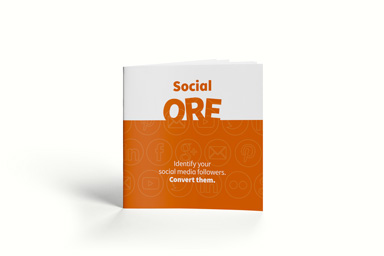 Social
ORE
Identify your
social media followers.
Convert them.